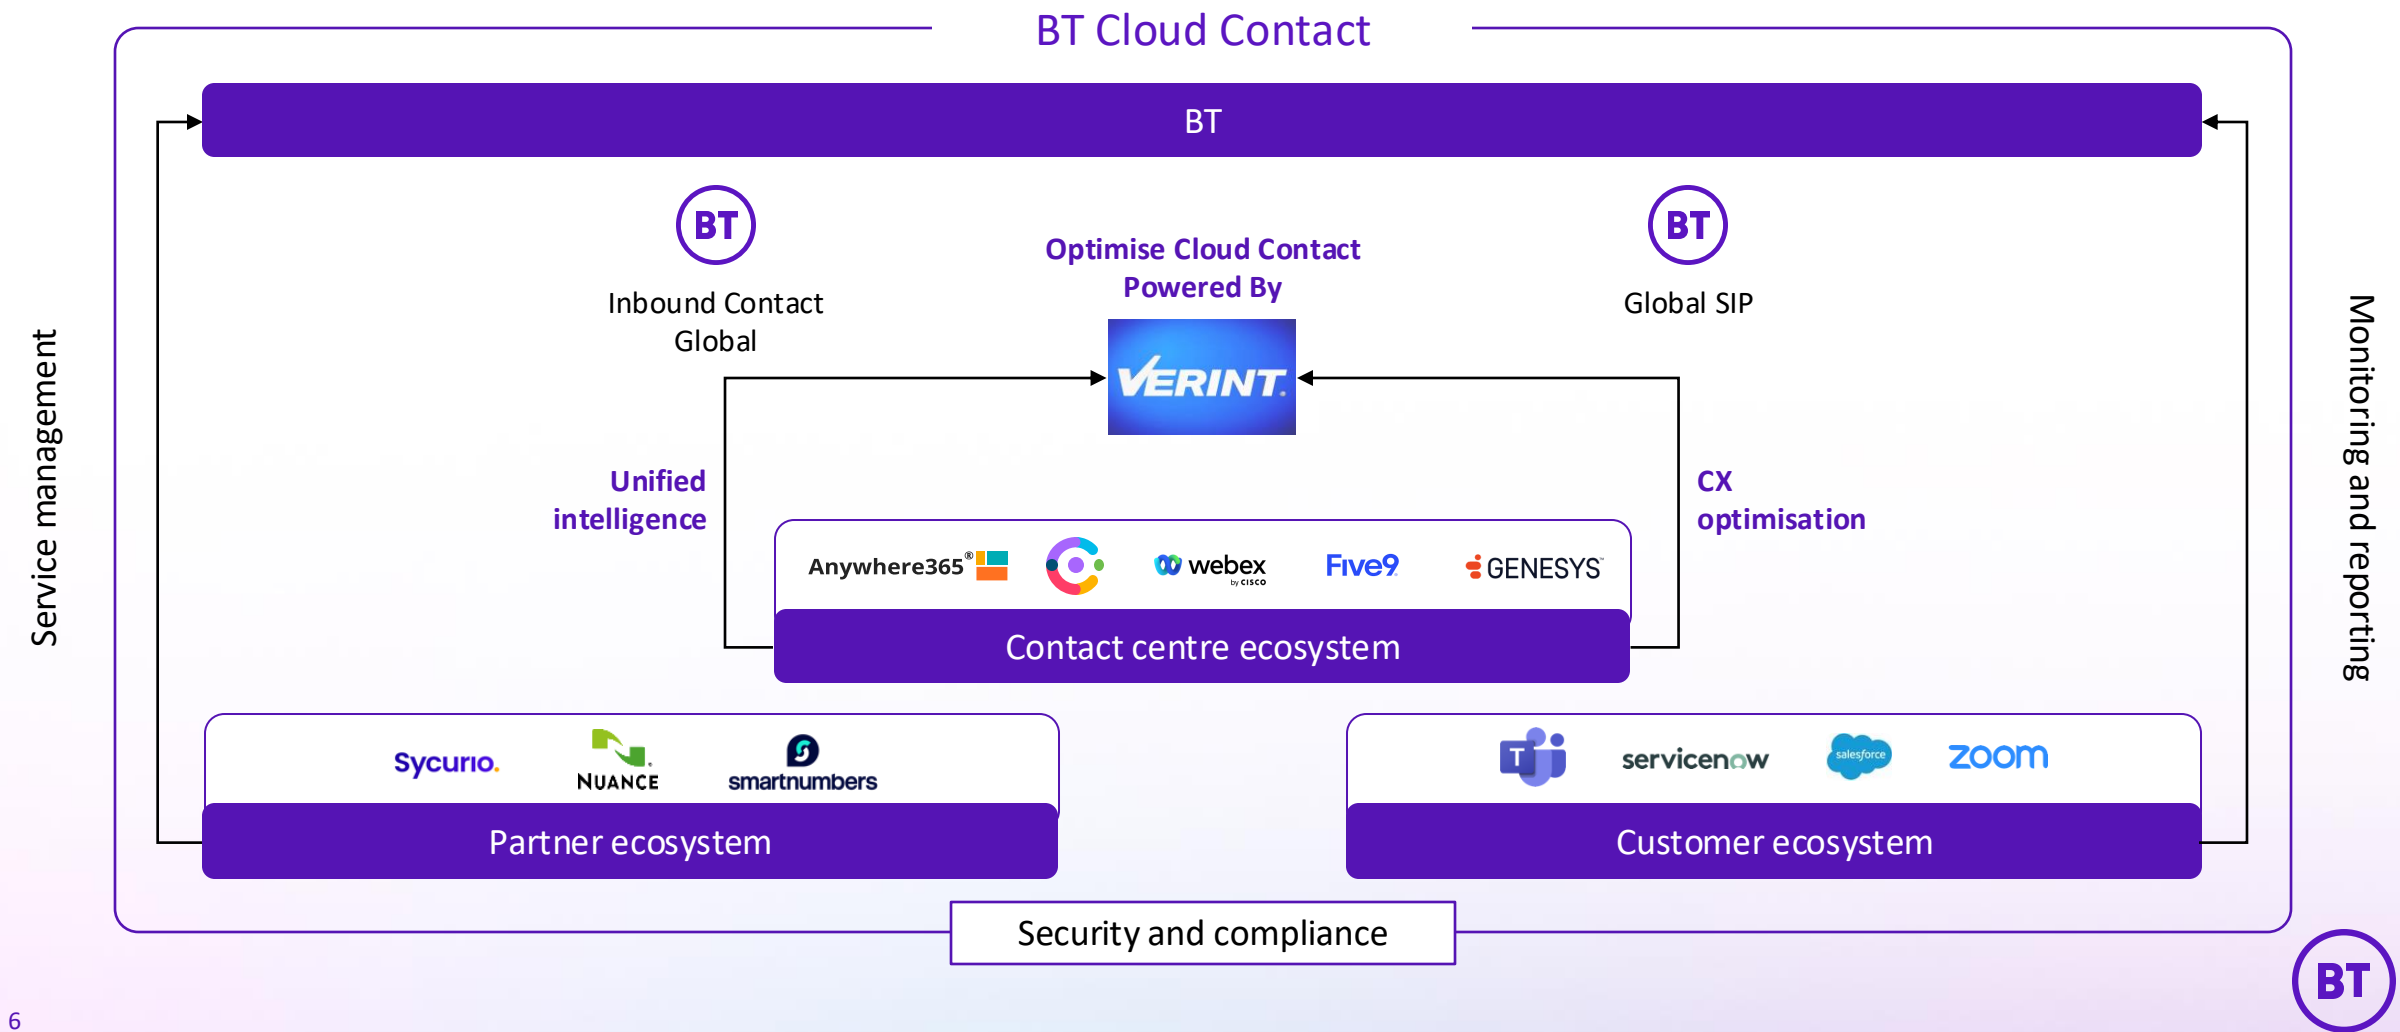 BT Cloud Contact
BT
BT
Inbound Contact
Global
Optimise Cloud Contact
Powered By
VERINT.
BT
Global SIP
Service management
Monitoring and reporting
Unified
intelligence
CX
optimisation
Anywhere365®
webex
by CISCO
Five9
GENESYS™
Contact centre ecosystem
Sycurio.
NUANCE
smartnumbers
Partner ecosystem
T
servicenow
salesforce
zoom
Customer ecosystem
Security and compliance
BT
6